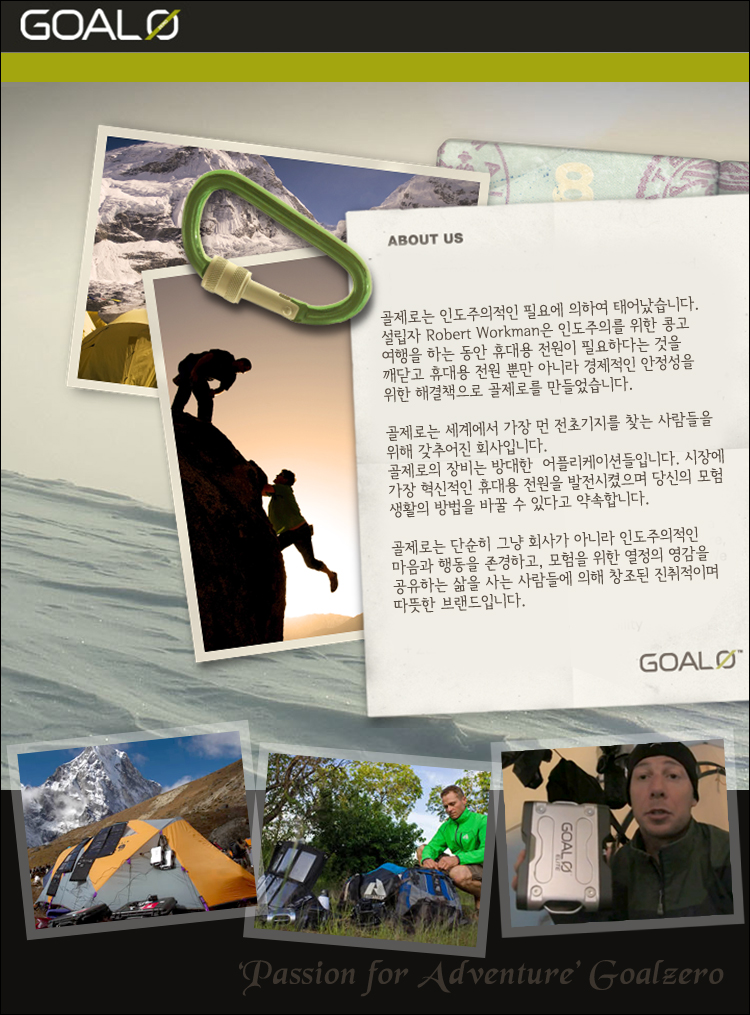 GOAL0
8
ABOUT US
골제로는 인도주의적인 필요에 의하여 태어났습니다.
설립자 Robert Workman은 인도주의를 위한 콩고
여행을 하는 동안 휴대용 전원이 필요하다는 것을
깨닫고 휴대용 전원 뿐만 아니라 경제적인 안정성을
위한 해결책으로 골제로를 만들었습니다.
골제로는 세계에서 가장 먼 전초기지를 찾는 사람들을
위해 갖추어진 회사입니다.
골제로의 장비는 방대한 어플리케이션들입니다. 시장에
가장 혁신적인 휴대용 전원을 발전시켰으며 당신의 모험
생활의 방법을 바꿀 수 있다고 약속합니다.
골제로는 단순히 그냥 회사가 아니라 인도주의적인
마음과 행동을 존경하고, 모험을 위한 열정의 영감을
공유하는 삶을 사는 사람들에 의해 창조된 진취적이며
따뜻한 브랜드입니다.
GOAL0™
GOAL0
‘Passion for Adventure’ Goalzero